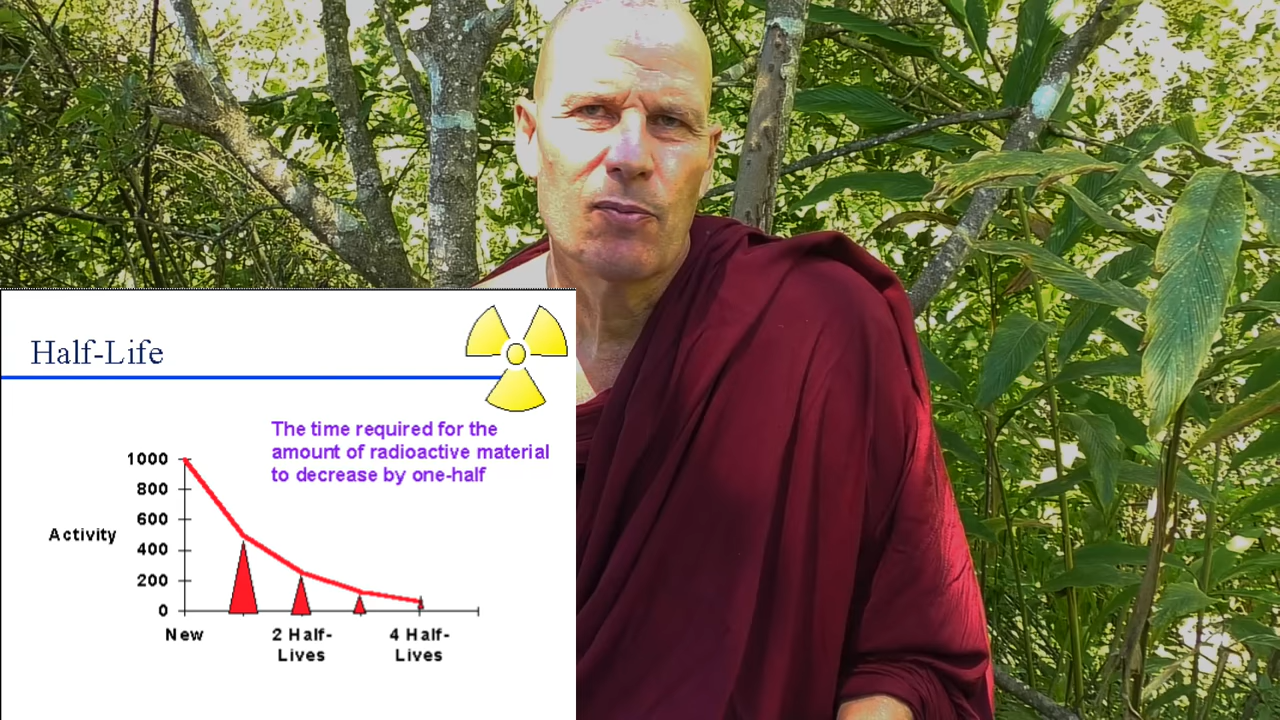 Half-Life
The time required for the
amount of radioactive material
to decrease by one-half
1000
800
600
Activity
400
200
0
New
2 Half-
Lives
4 Half-
Lives